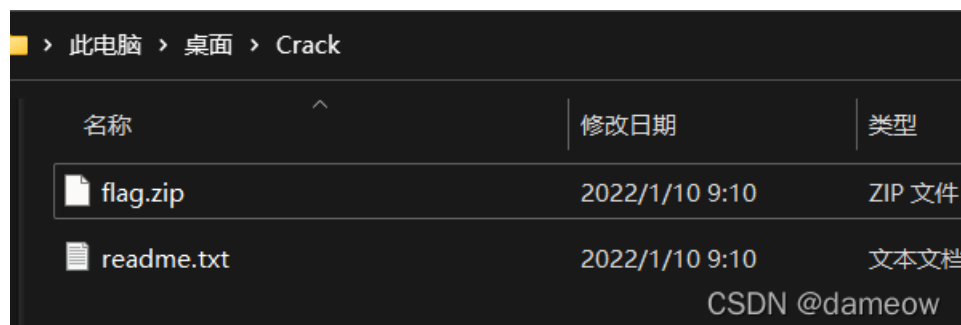 此电脑 > 桌面 > Crack
名称 修改日期 类型
flag.zip 2022/1/10 9:10 ZIP 文件
readme.txt 2022/1/10 9:10 文本文档
CSDN @dameow